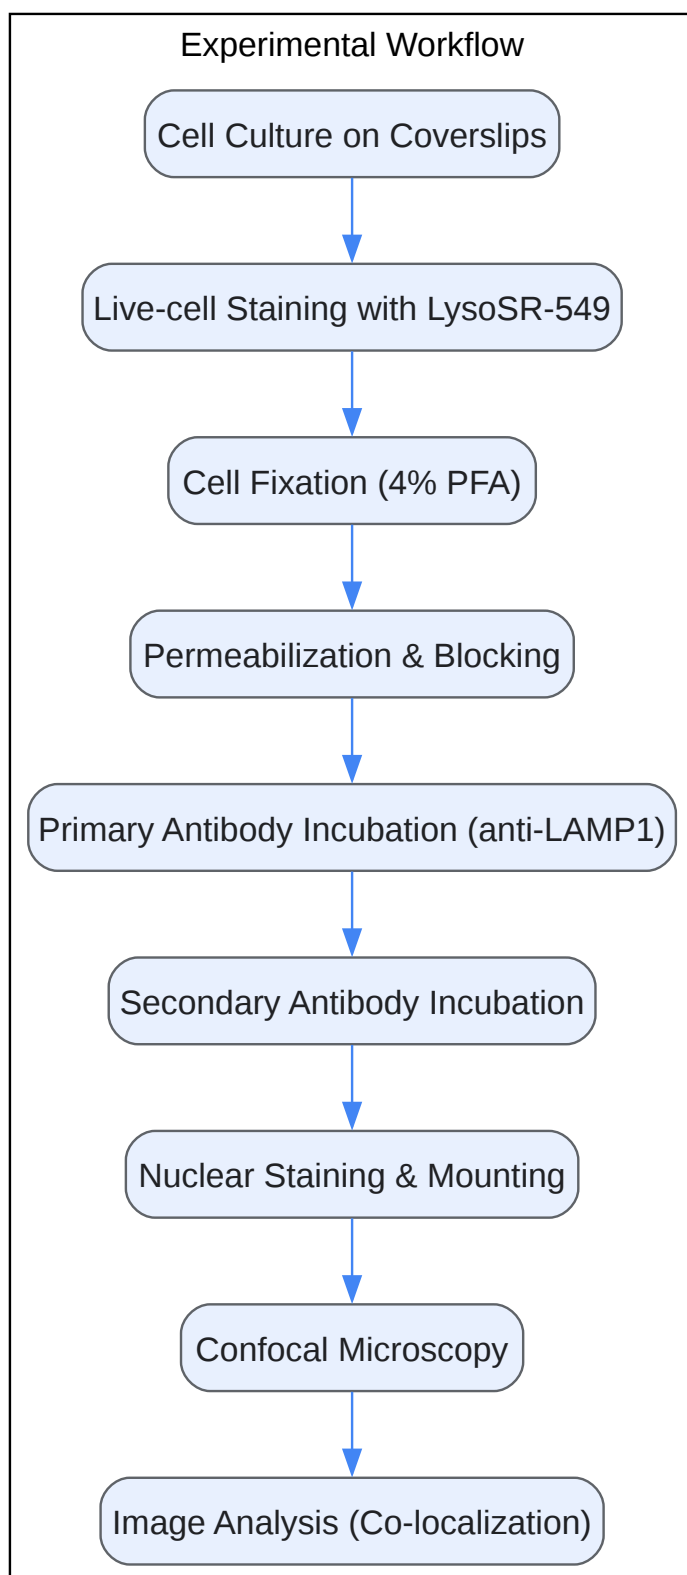 Experimental Workflow
Cell Culture on Coverslips
Live-cell Staining with LysoSR-549
Cell Fixation (4% PFA)
Permeabilization & Blocking
Primary Antibody Incubation (anti-LAMP1)
Secondary Antibody Incubation
Nuclear Staining & Mounting
Confocal Microscopy
Image Analysis (Co-localization)